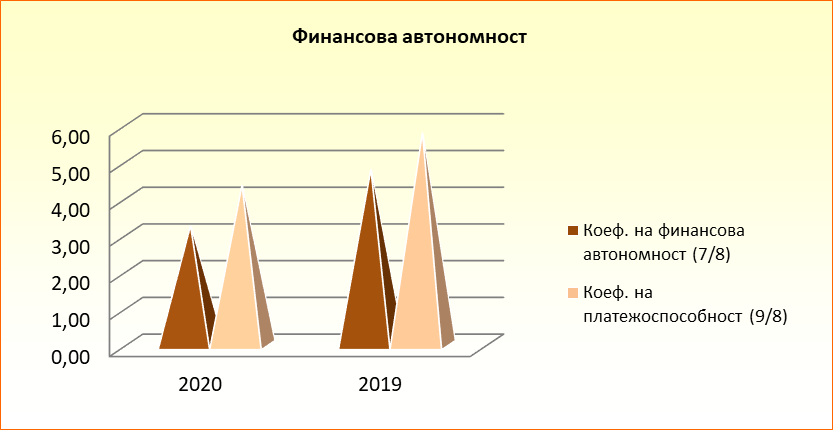 Финансова автономност
6,00
5,00
4,00
3,00
2,00
1,00
0,00
2020
2019
Коеф. на финансова
автономност (7/8)
Коеф. на
платежоспособност (9/8)